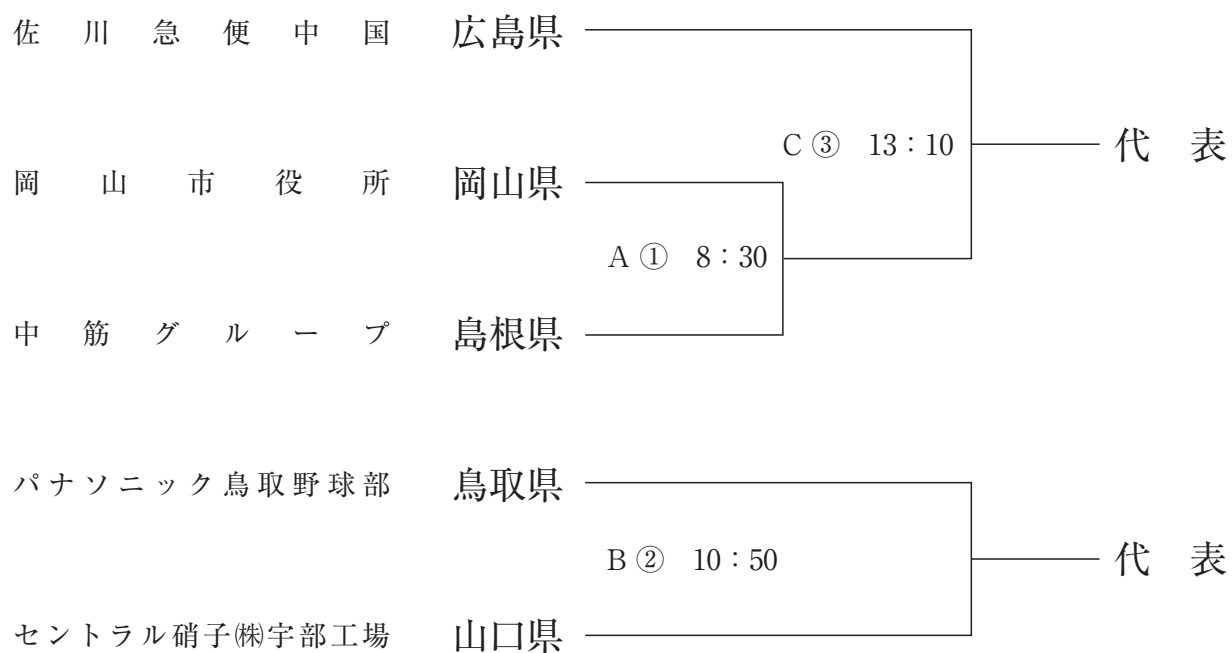 佐川急便中国 広島県
C③ 13:10 代表
岡山市役所 岡山県
A① 8:30
中筋グループ 島根県
パナソニック鳥取野球部 鳥取県
B② 10:50 代表
セントラル硝子㈱宇部工場 山口県